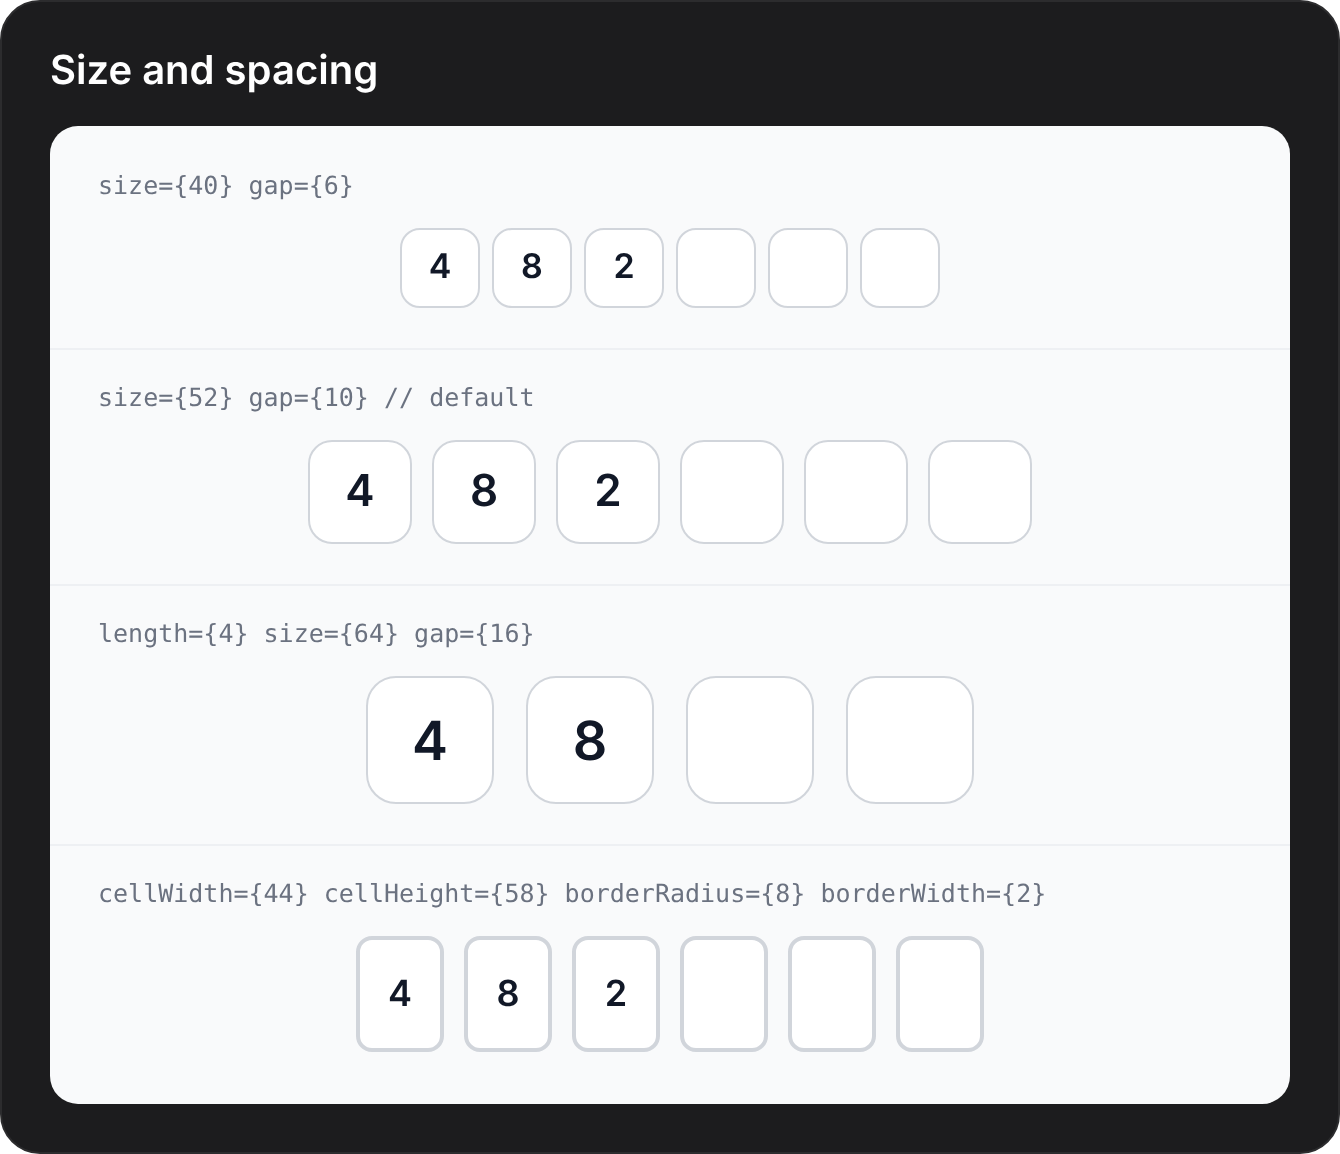 Size and spacing
size={40} gap={6}
4 8 2
size={52} gap={10} // default
4 8 2
length={4} size={64} gap={16}
4 8
cellWidth={44} cellHeight={58} borderRadius={8} borderWidth={2}
4 8 2